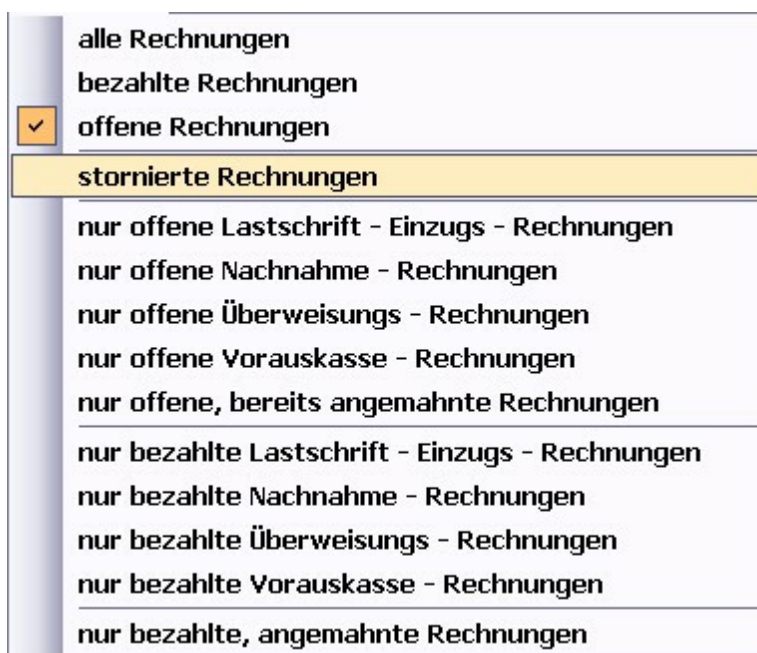 alle Rechnungen
bezahlte Rechnungen
offene Rechnungen
stornierte Rechnungen
nur offene Lastschrift - Einzugs - Rechnungen
nur offene Nachnahme - Rechnungen
nur offene Überweisungs - Rechnungen
nur offene Vorauskasse - Rechnungen
nur offene, bereits angemahnte Rechnungen
nur bezahlte Lastschrift - Einzugs - Rechnungen
nur bezahlte Nachnahme - Rechnungen
nur bezahlte Überweisungs - Rechnungen
nur bezahlte Vorauskasse - Rechnungen
nur bezahlte, angemahnte Rechnungen